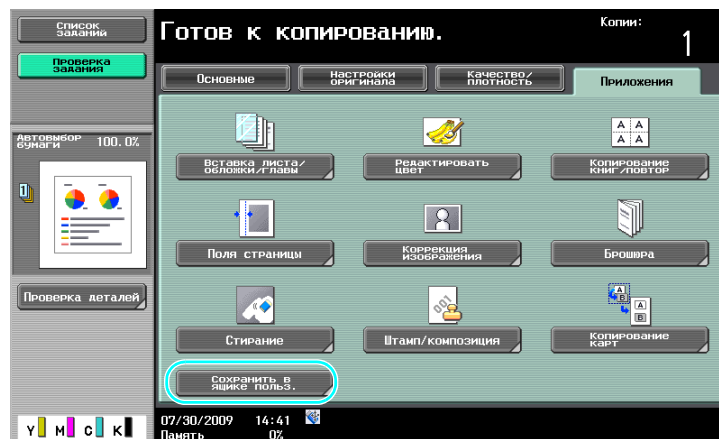 Список
заданий
Готов к копированию.
Копии:
1
Проверка
задания
Основные
Настройки
оригинала
Качество/
плотность
Приложения
Автовыбор
бумаги
100.0%
Вставка листа/
обложки/главы
Редактировать
цвет
Копирование
книг/повтор
Поля страницы
Коррекция
изображения
Брошюра
Проверка деталей
Стирание
Штамп/композиция
Копирование
карт
Сохранить в
ящике польз.
07/30/2009 14:41
Память 0%
Y M C K
A A
A A
001
A
B
A
B
A
B